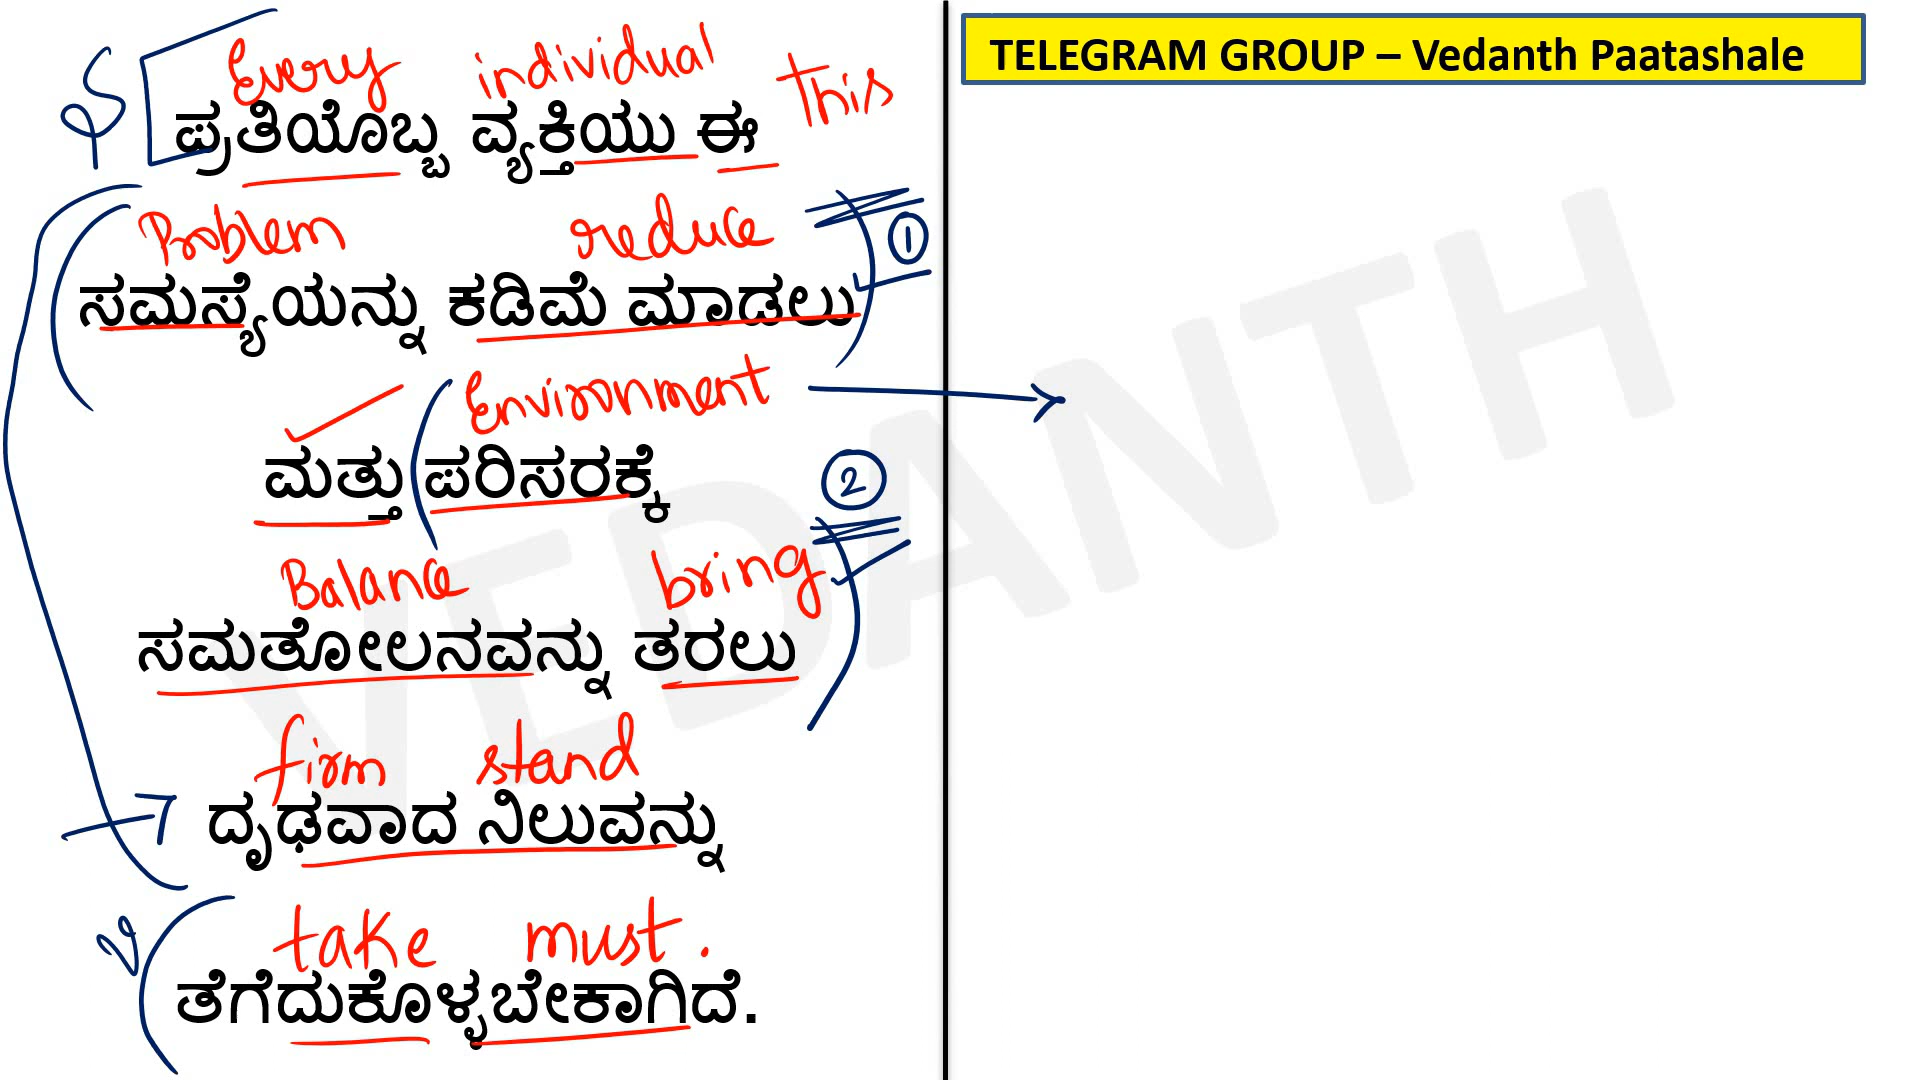 TELEGRAM GROUP – Vedanth Paatashale
S
Every individual this
ಪ್ರತಿಯೊಬ್ಬ ವ್ಯಕ್ತಿಯು ಈ
Problem reduce
1
ಸಮಸ್ಯೆಯನ್ನು ಕಡಿಮೆ ಮಾಡಲು
Environment
ಮತ್ತು ಪರಿಸರಕ್ಕೆ
2
Balance bring
ಸಮತೋಲನವನ್ನು ತರಲು
firm stand
ದೃಢವಾದ ನಿಲುವನ್ನು
V
take must.
ತೆಗೆದುಕೊಳ್ಳಬೇಕಾಗಿದೆ.
VEDANTH